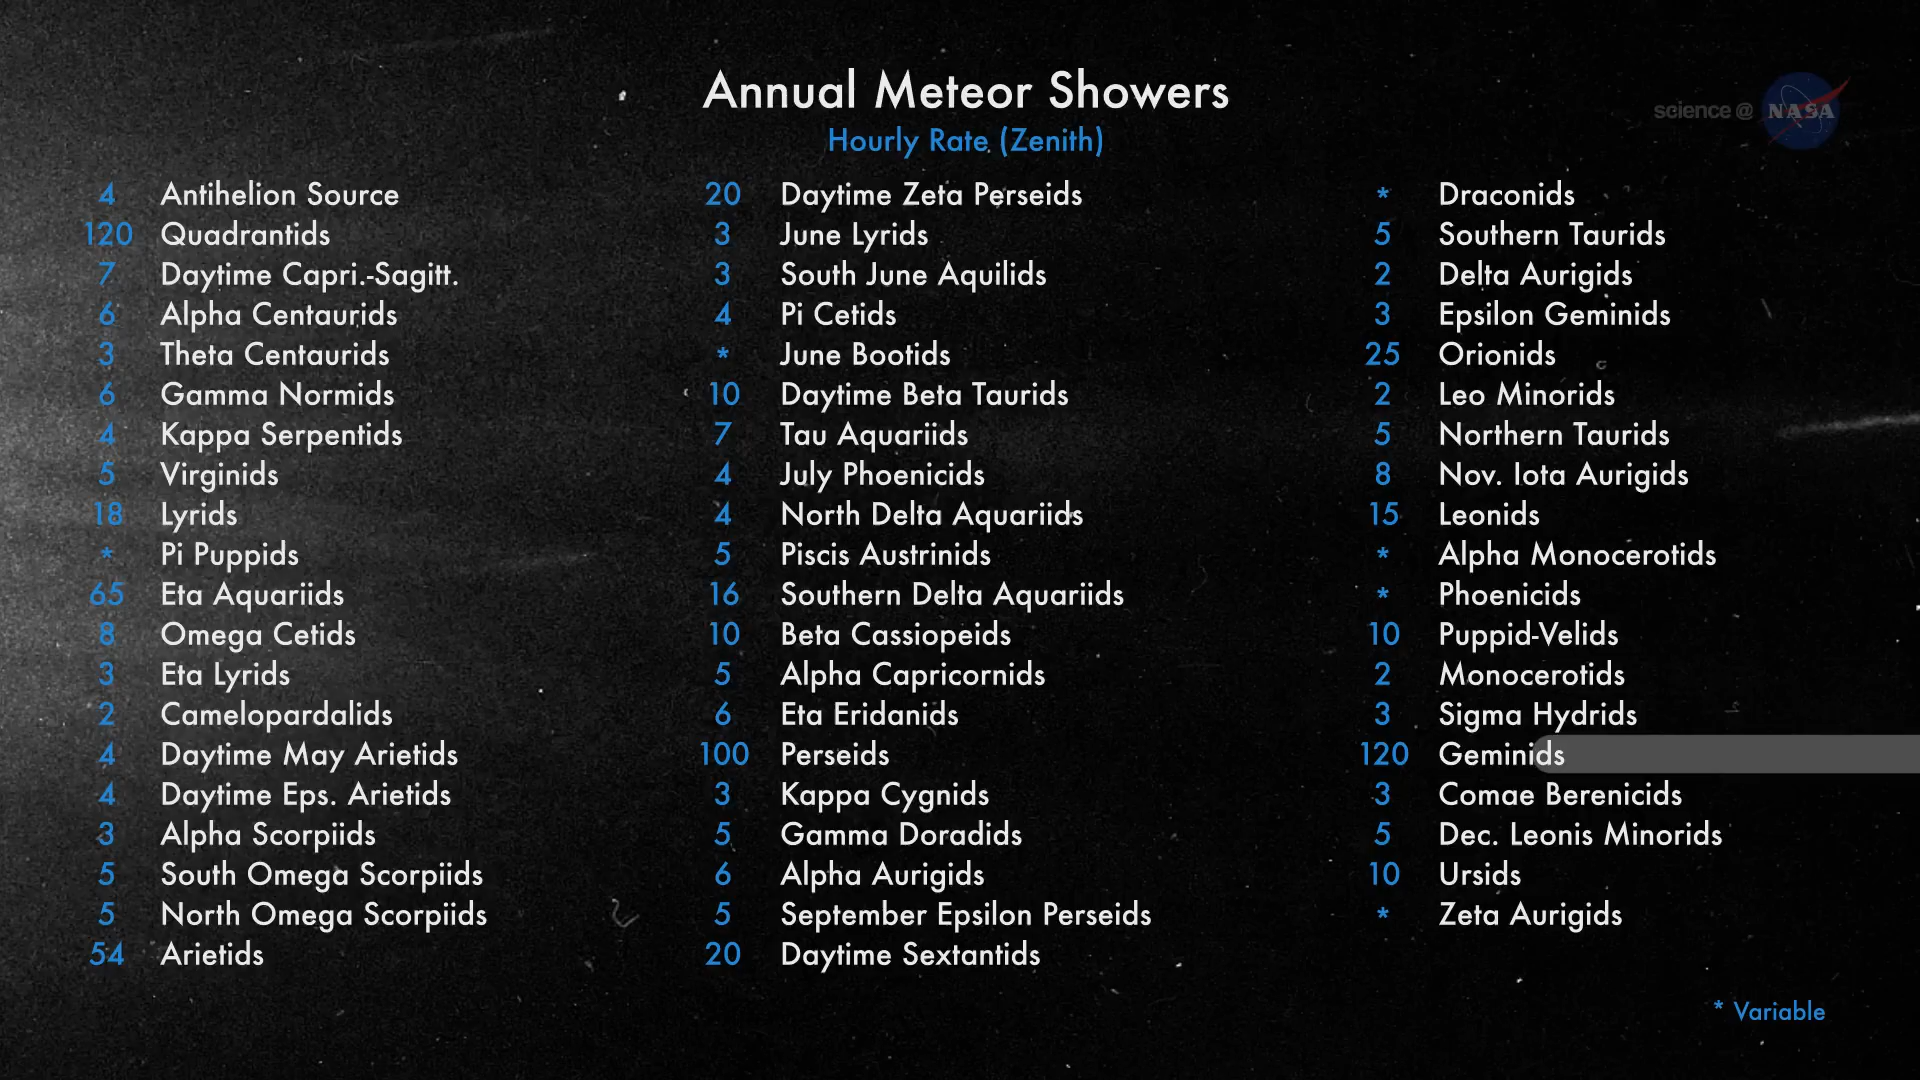 Annual Meteor Showers
Hourly Rate (Zenith)
science @ NASA
4 Antihelion Source
120 Quadrantids
7 Daytime Capri.-Sagitt.
6 Alpha Centaurids
3 Theta Centaurids
6 Gamma Normids
4 Kappa Serpentids
5 Virginids
18 Lyrids
* Pi Puppids
65 Eta Aquariids
8 Omega Cetids
3 Eta Lyrids
2 Camelopardalids
4 Daytime May Arietids
4 Daytime Eps. Arietids
3 Alpha Scorpiids
5 South Omega Scorpiids
5 North Omega Scorpiids
54 Arietids
20 Daytime Zeta Perseids
3 June Lyrids
3 South June Aquilids
4 Pi Cetids
* June Bootids
10 Daytime Beta Taurids
7 Tau Aquariids
4 July Phoenicids
4 North Delta Aquariids
5 Piscis Austrinids
16 Southern Delta Aquariids
10 Beta Cassiopeids
5 Alpha Capricornids
6 Eta Eridanids
100 Perseids
3 Kappa Cygnids
5 Gamma Doradids
6 Alpha Aurigids
5 September Epsilon Perseids
20 Daytime Sextantids
* Draconids
5 Southern Taurids
2 Delta Aurigids
3 Epsilon Geminids
25 Orionids
2 Leo Minorids
5 Northern Taurids
8 Nov. Iota Aurigids
15 Leonids
* Alpha Monocerotids
* Phoenicids
10 Puppid-Velids
2 Monocerotids
3 Sigma Hydrids
120 Geminids
3 Comae Berenicids
5 Dec. Leonis Minorids
10 Ursids
* Zeta Aurigids
* Variable